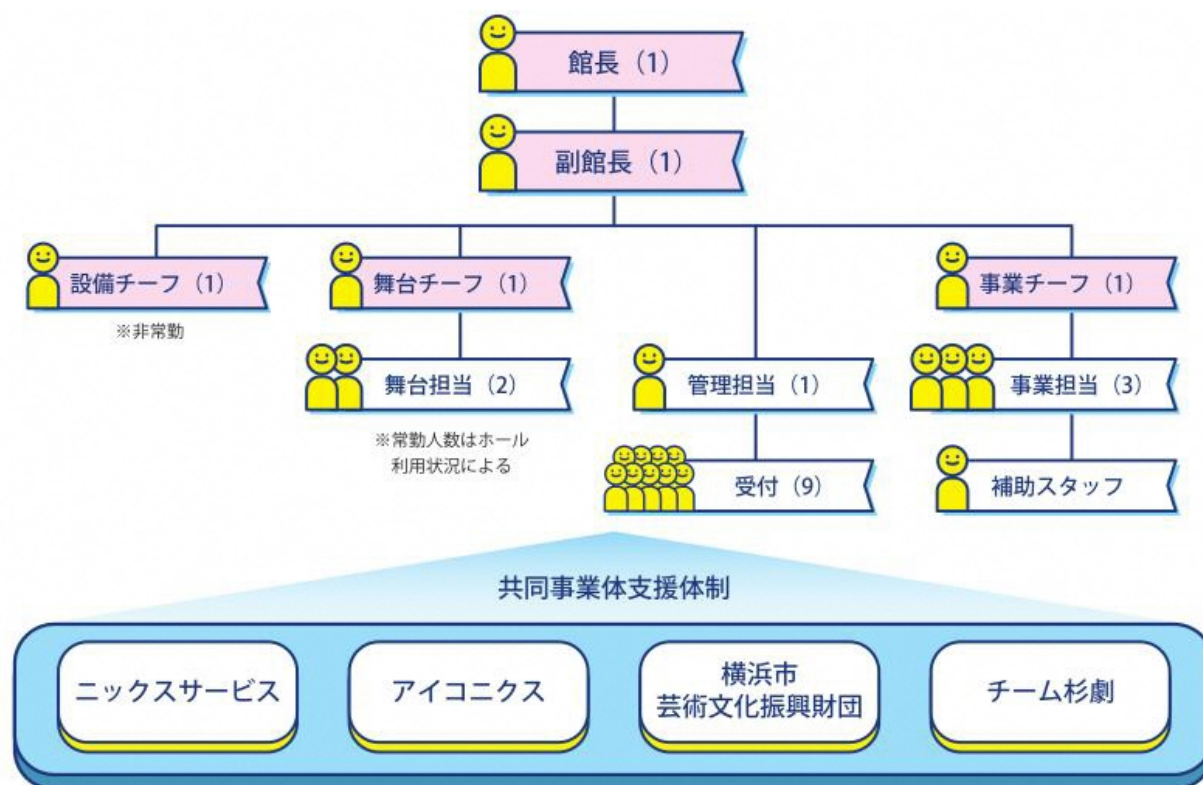 館長（1）
副館長（1）
設備チーフ（1）
※非常勤
舞台チーフ（1）
舞台担当（2）
※常勤人数はホール
利用状況による
管理担当（1）
受付（9）
事業チーフ（1）
事業担当（3）
補助スタッフ
共同事業体支援体制
ニックスサービス
アイコニクス
横浜市
芸術文化振興財団
チーム杉劇